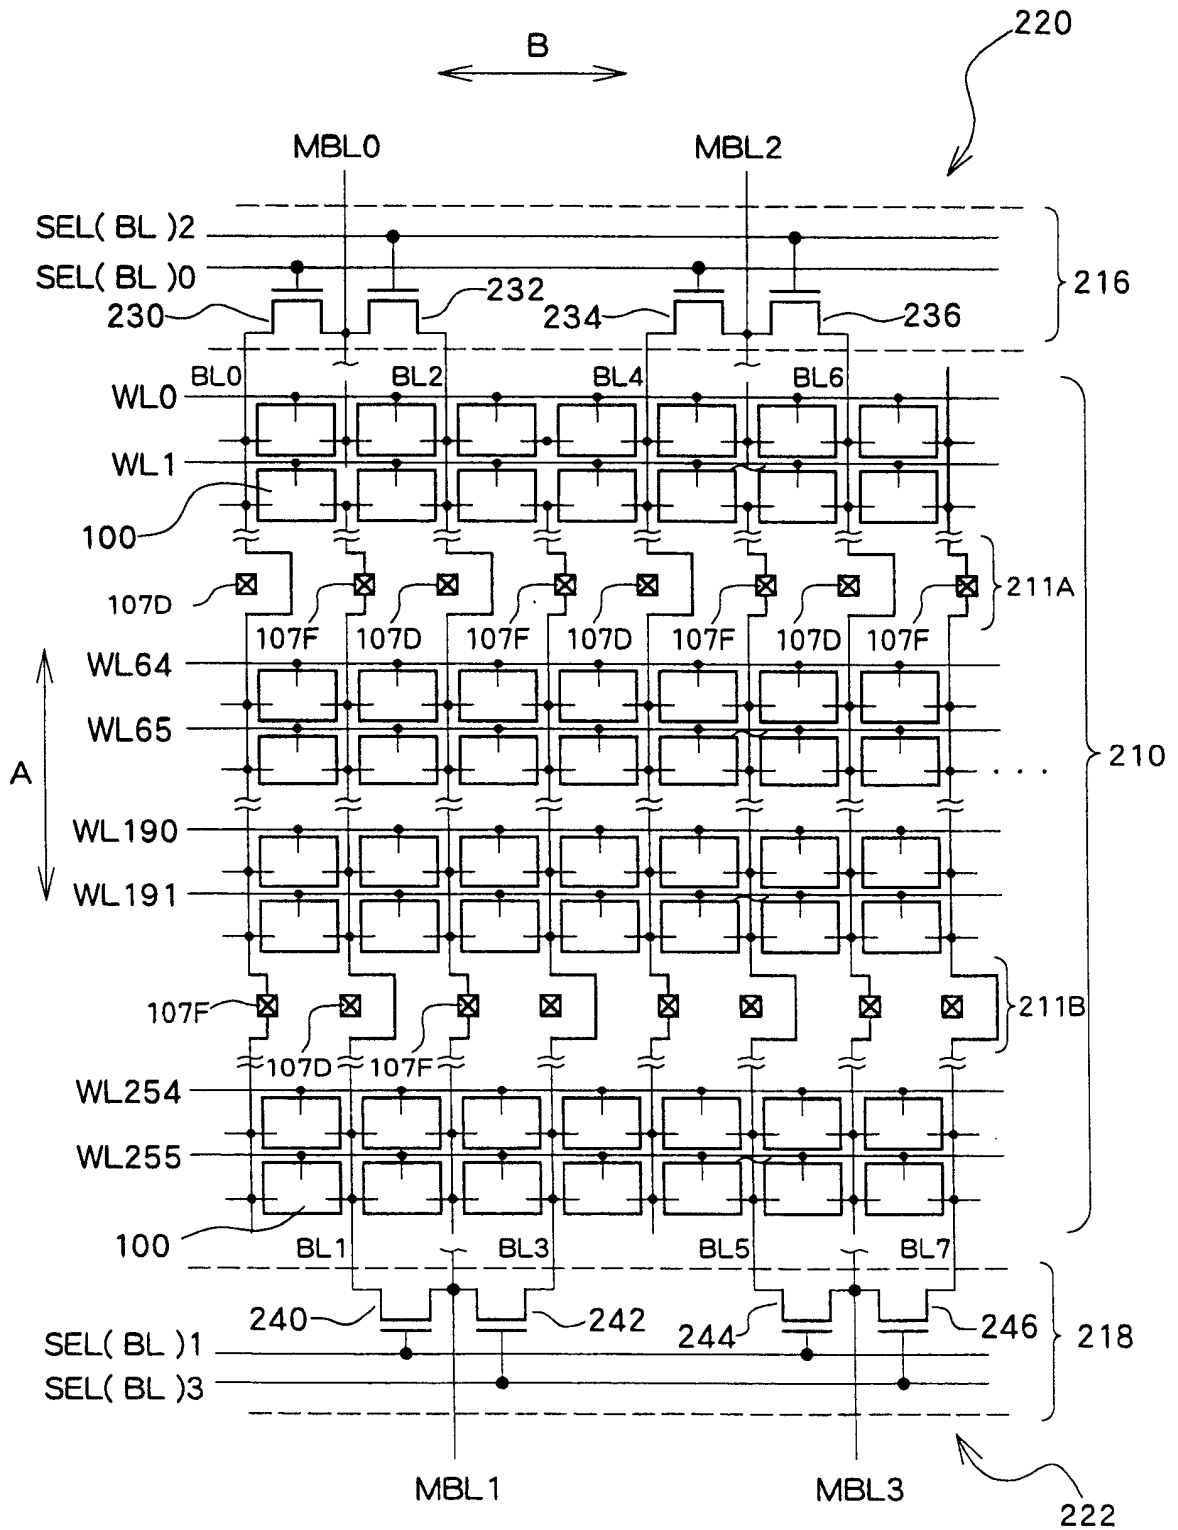 220
B
MBL0 MBL2
SEL(BL)2
SEL(BL)0
216
230 232 234 236
BL0 BL2 BL4 BL6
WL0
WL1
100
107D 107F 107D 107F 107D 107F 107D 107F
211A
WL64
WL65
A
210
. . .
WL190
WL191
107F 107D 107F
211B
WL254
WL255
100
BL1 BL3 BL5 BL7
240 242 244 246
SEL(BL)1
SEL(BL)3
218
MBL1 MBL3
222